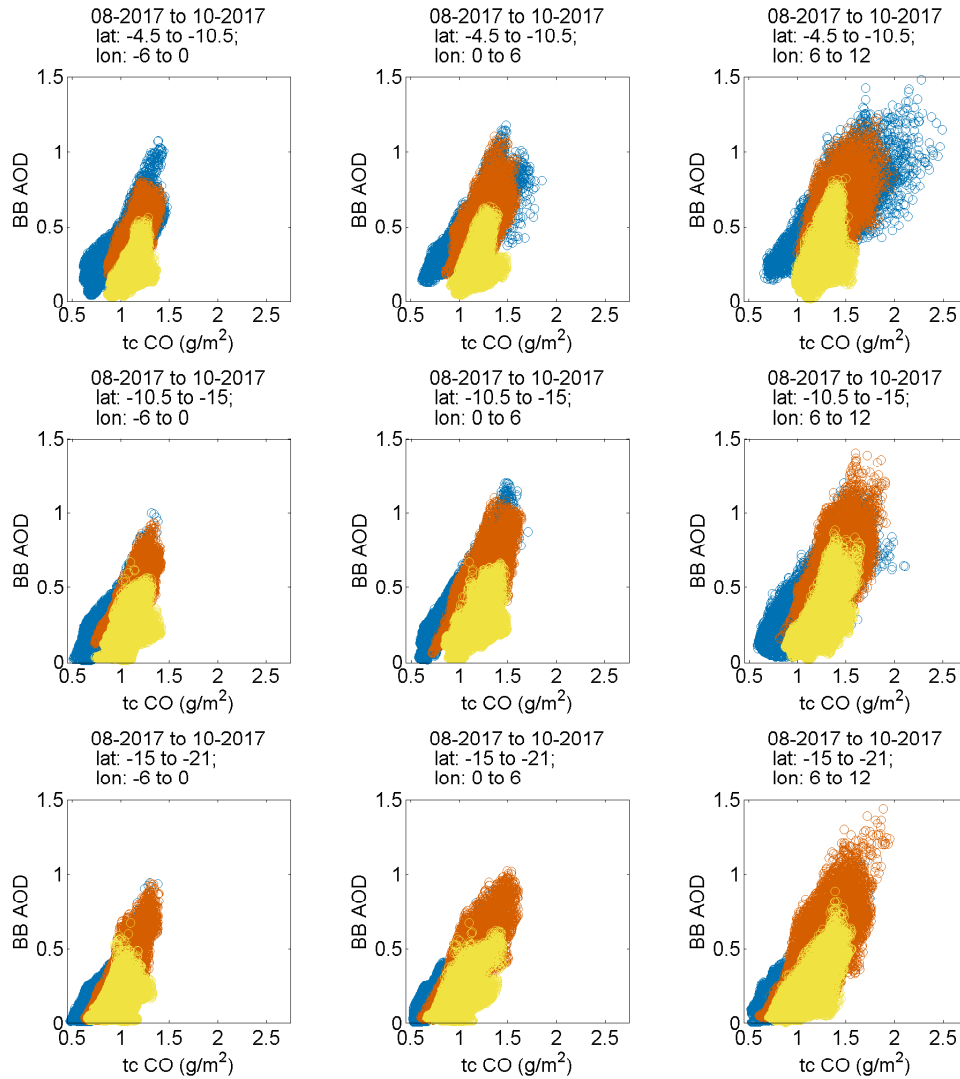 08-2017 to 10-2017
lat: -4.5 to -10.5;
lon: -6 to 0
1.5
1
0.5
0
BB AOD
0.5 1 1.5 2 2.5
tc CO (g/m²)
08-2017 to 10-2017
lat: -4.5 to -10.5;
lon: 0 to 6
1.5
1
0.5
0
BB AOD
0.5 1 1.5 2 2.5
tc CO (g/m²)
08-2017 to 10-2017
lat: -4.5 to -10.5;
lon: 6 to 12
1.5
1
0.5
0
BB AOD
0.5 1 1.5 2 2.5
tc CO (g/m²)
08-2017 to 10-2017
lat: -10.5 to -15;
lon: -6 to 0
1.5
1
0.5
0
BB AOD
0.5 1 1.5 2 2.5
tc CO (g/m²)
08-2017 to 10-2017
lat: -10.5 to -15;
lon: 0 to 6
1.5
1
0.5
0
BB AOD
0.5 1 1.5 2 2.5
tc CO (g/m²)
08-2017 to 10-2017
lat: -10.5 to -15;
lon: 6 to 12
1.5
1
0.5
0
BB AOD
0.5 1 1.5 2 2.5
tc CO (g/m²)
08-2017 to 10-2017
lat: -15 to -21;
lon: -6 to 0
1.5
1
0.5
0
BB AOD
0.5 1 1.5 2 2.5
tc CO (g/m²)
08-2017 to 10-2017
lat: -15 to -21;
lon: 0 to 6
1.5
1
0.5
0
BB AOD
0.5 1 1.5 2 2.5
tc CO (g/m²)
08-2017 to 10-2017
lat: -15 to -21;
lon: 6 to 12
1.5
1
0.5
0
BB AOD
0.5 1 1.5 2 2.5
tc CO (g/m²)